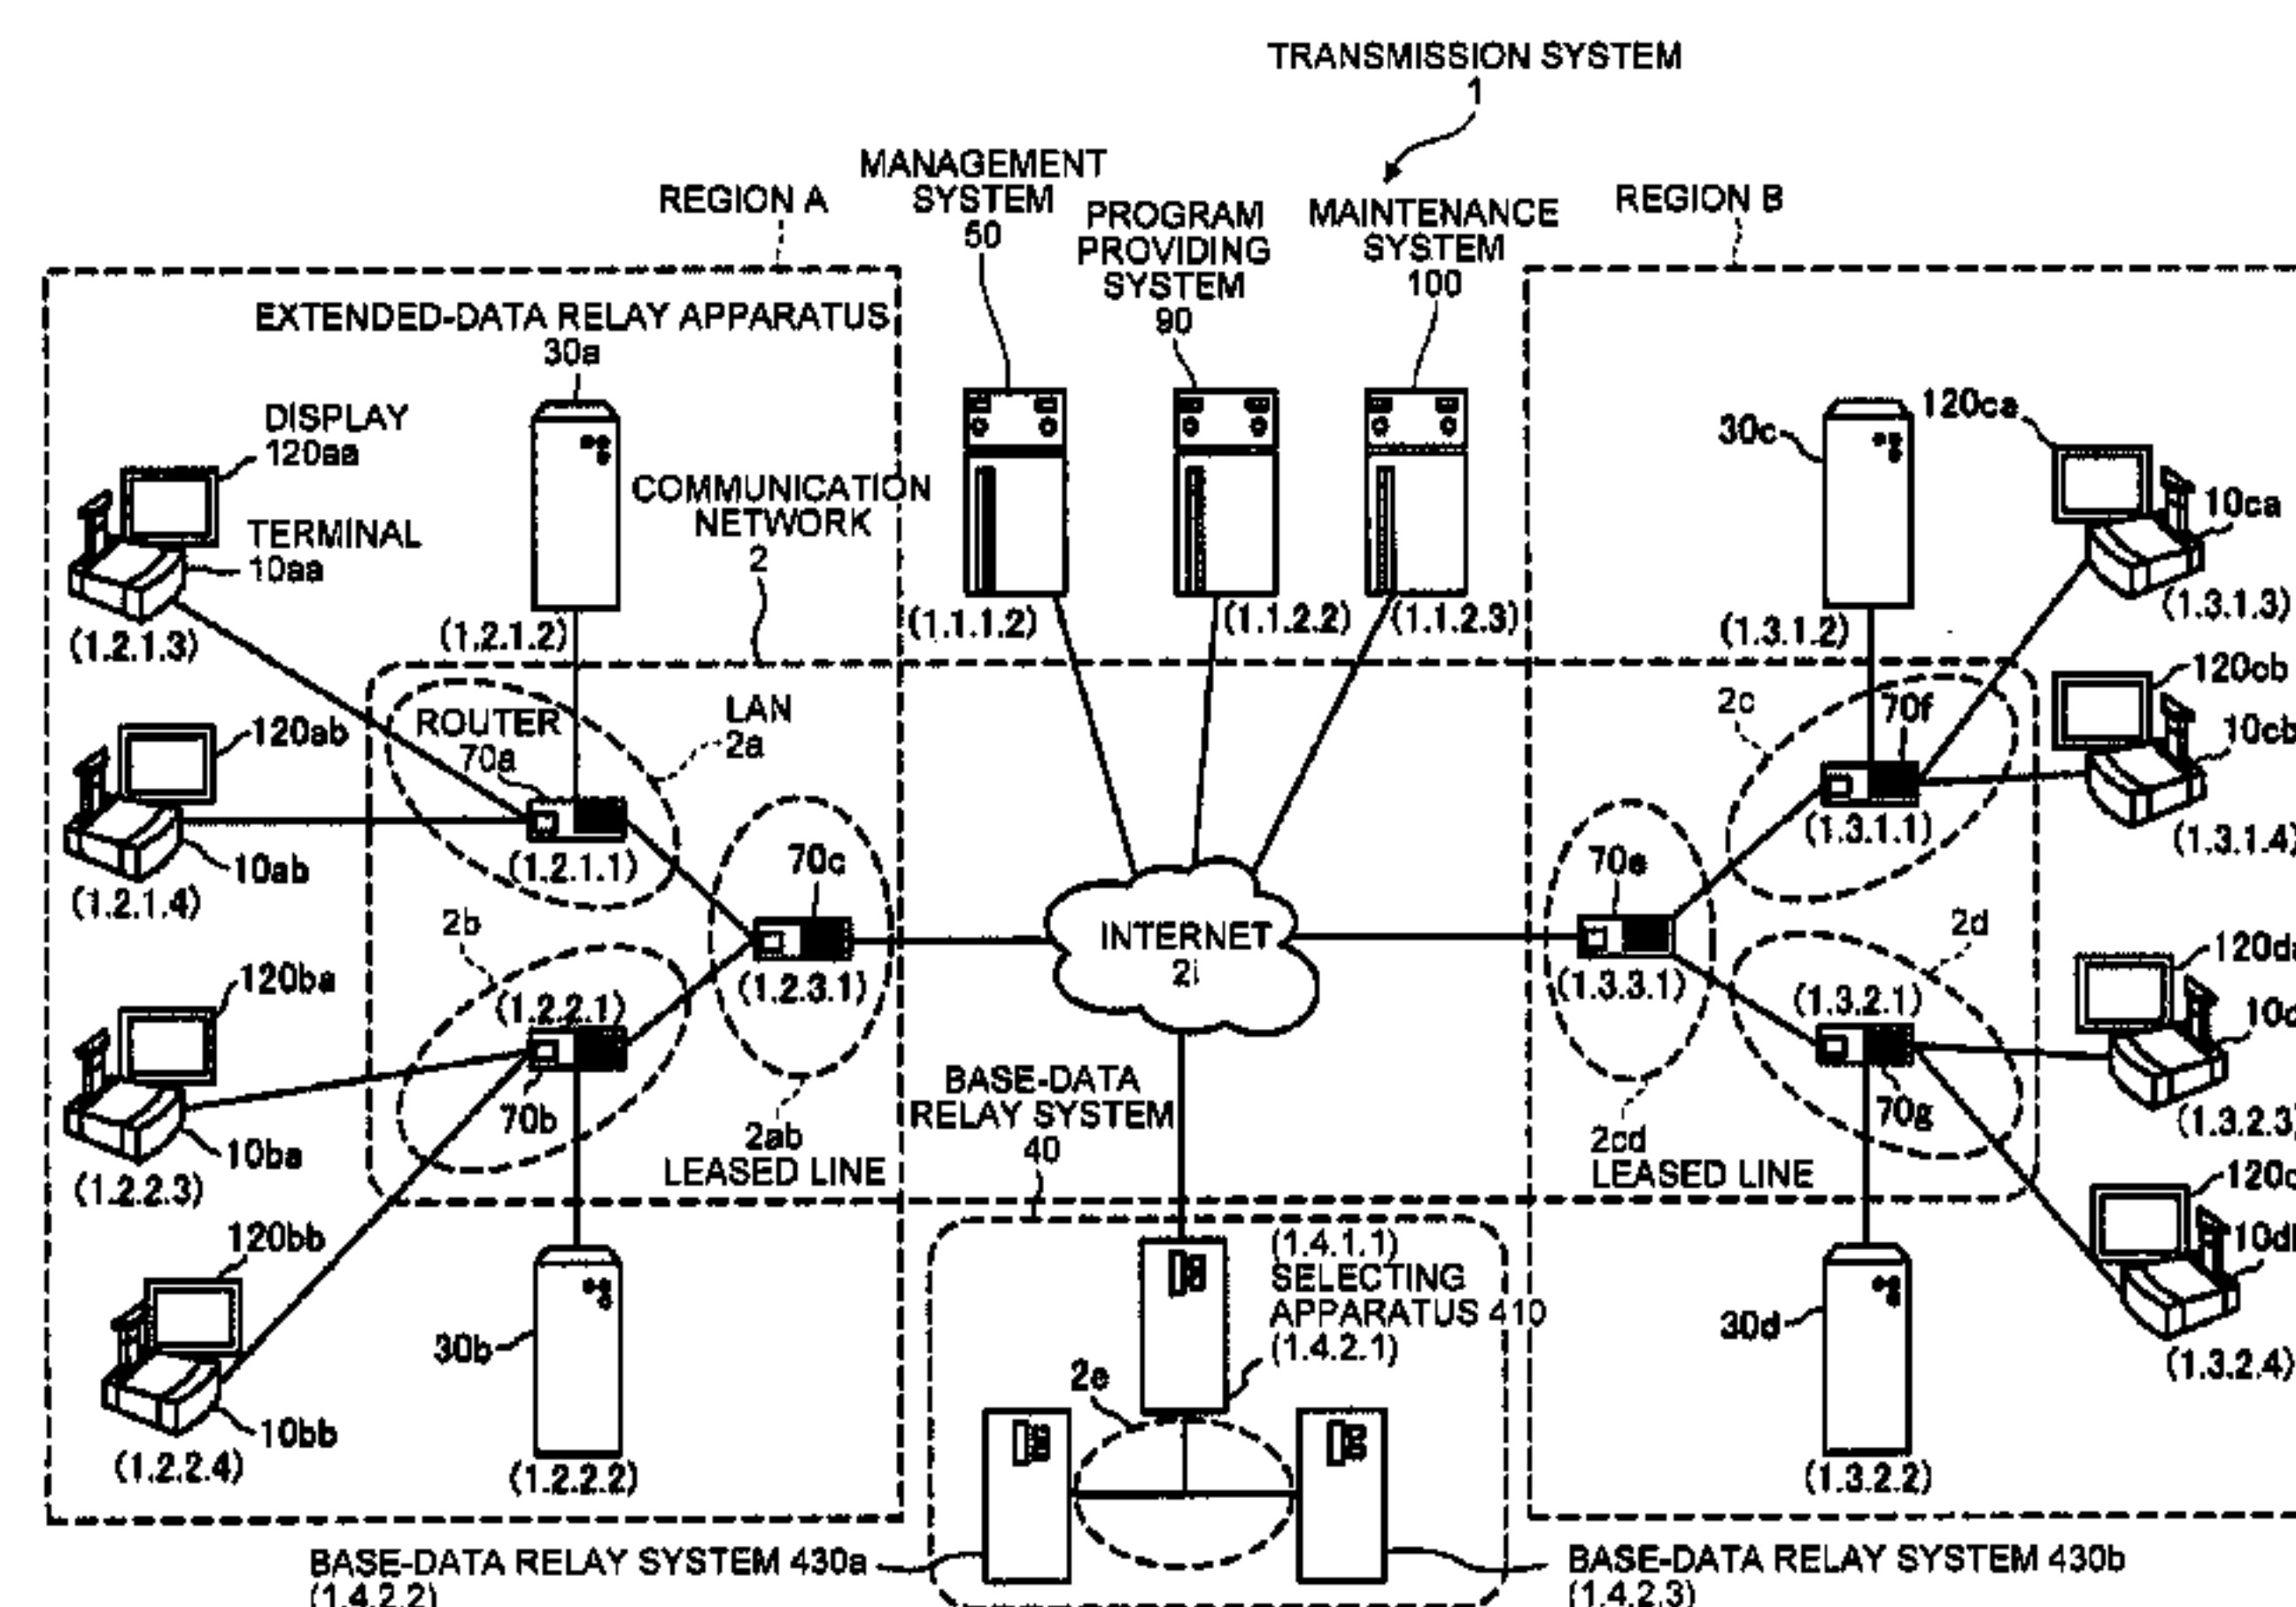 TRANSMISSION SYSTEM
1
MANAGEMENT
SYSTEM
50
PROGRAM
PROVIDING
SYSTEM
90
MAINTENANCE
SYSTEM
100
REGION A
REGION B
EXTENDED-DATA RELAY APPARATUS
30a
DISPLAY
120aa
TERMINAL
10aa
(1.2.1.3)
(1.2.1.2)
COMMUNICATION
NETWORK
2
(1.1.1.2)
(1.1.2.2)
(1.1.2.3)
30c
120ca
10ca
(1.3.1.2)
(1.3.1.3)
120ab
10ab
(1.2.1.4)
ROUTER
70a
(1.2.1.1)
LAN
2a
2c
70f
(1.3.1.1)
120cb
10cb
(1.3.1.4)
2b
(1.2.2.1)
70b
70c
(1.2.3.1)
INTERNET
2i
70e
(1.3.3.1)
2d
(1.3.2.1)
70g
120ba
10ba
(1.2.2.3)
2ab
LEASED LINE
BASE-DATA
RELAY SYSTEM
40
2cd
LEASED LINE
(1.3.2.3)
120bb
10bb
(1.2.2.4)
30b
(1.2.2.2)
(1.4.1.1)
SELECTING
APPARATUS 410
(1.4.2.1)
2e
30d
(1.3.2.2)
(1.3.2.4)
BASE-DATA RELAY SYSTEM 430a
(1.4.2.2)
BASE-DATA RELAY SYSTEM 430b
(1.4.2.3)